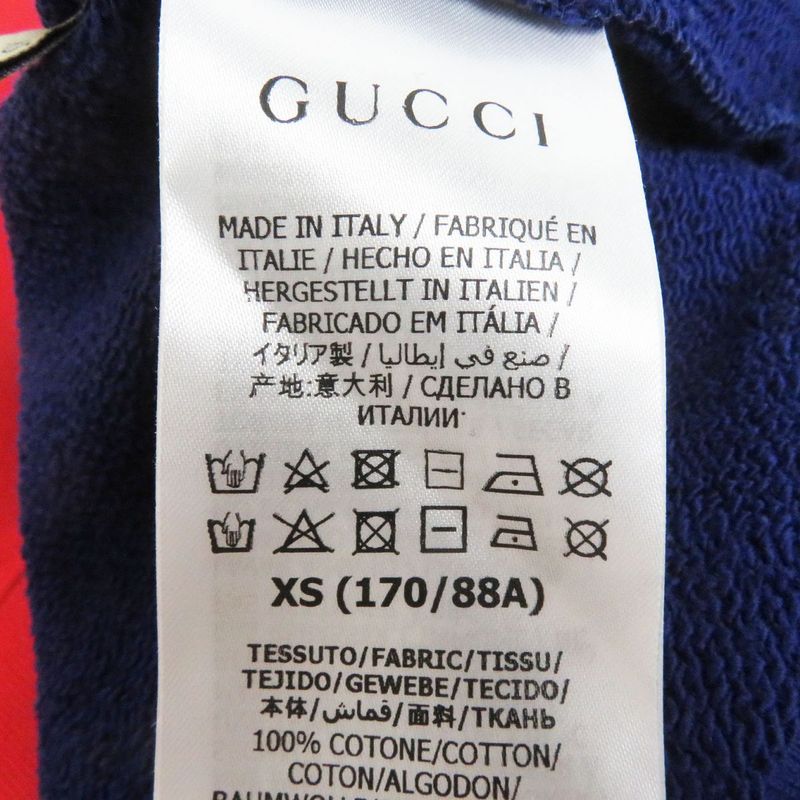 GUCCI
MADE IN ITALY / FABRIQUÉ EN
ITALIE / HECHO EN ITALIA /
HERGESTELLT IN ITALIEN /
FABRICADO EM ITÁLIA /
イタリア製 / صنع في إيطاليا /
产地:意大利 / СДЕЛАНО В
ИТАЛИИ
XS (170/88A)
TESSUTO/FABRIC/TISSU/
TEJIDO/GEWEBE/TECIDO/
本体/قماش/面料/ТКАНЬ
100% COTONE/COTTON/
COTON/ALGODON/